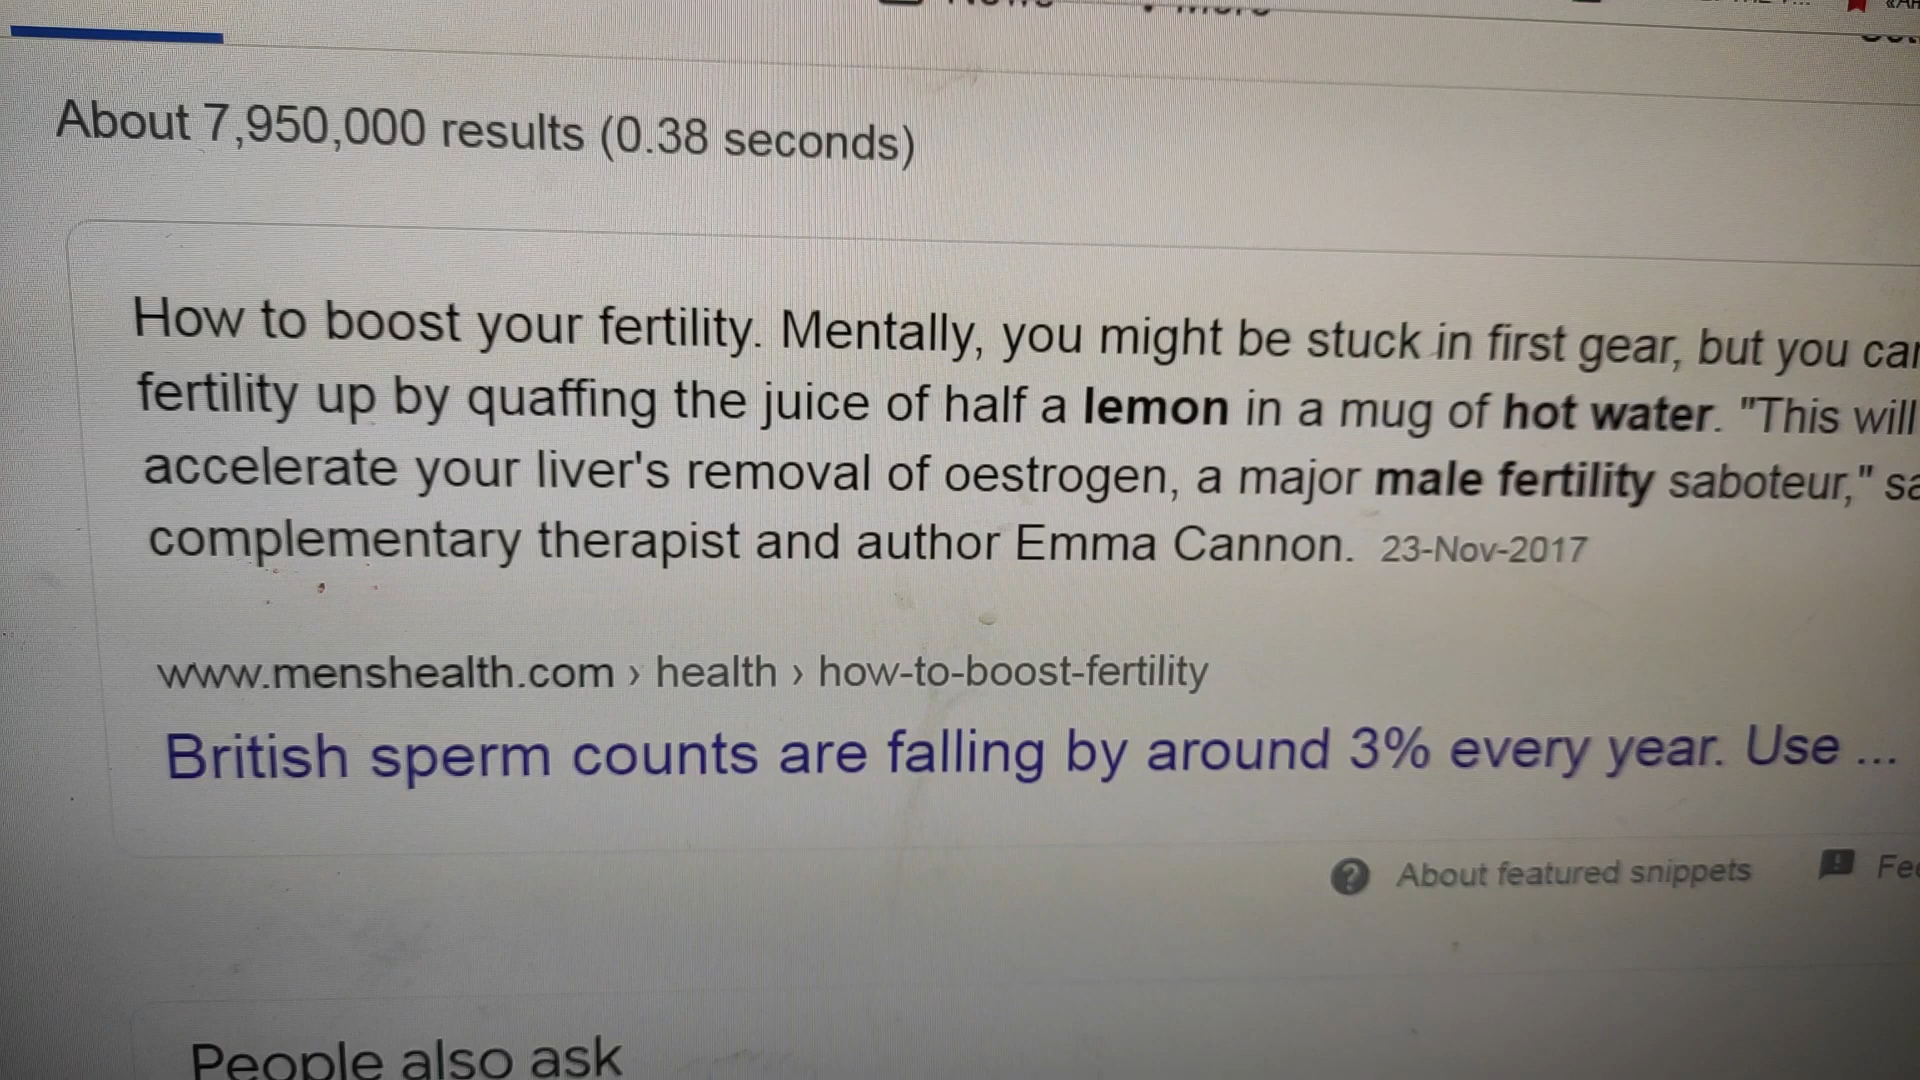 About 7,950,000 results (0.38 seconds)
How to boost your fertility. Mentally, you might be stuck in first gear, but you can
fertility up by quaffing the juice of half a lemon in a mug of hot water. "This will
accelerate your liver's removal of oestrogen, a major male fertility saboteur,"
complementary therapist and author Emma Cannon. 23-Nov-2017
www.menshealth.com › health › how-to-boost-fertility
British sperm counts are falling by around 3% every year. Use ...
About featured snippets
People also ask